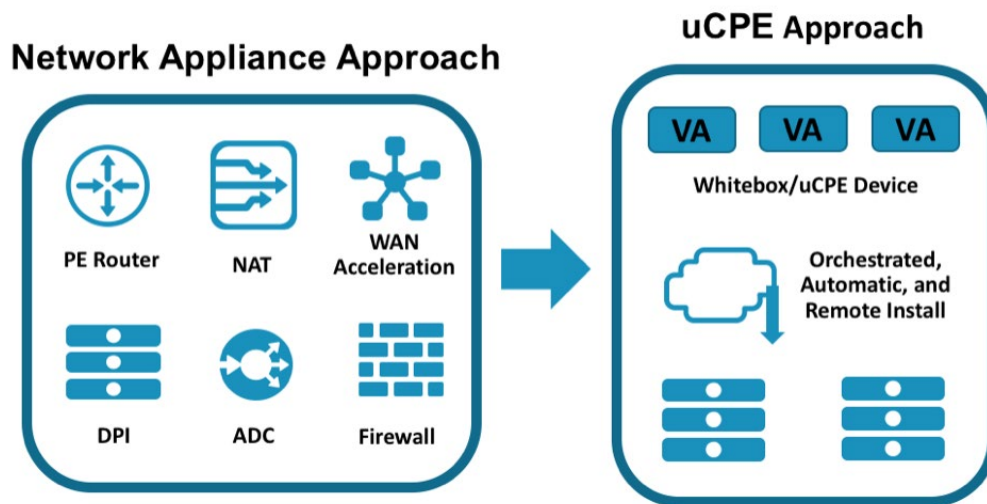 Network Appliance Approach
PE Router
NAT
WAN
Acceleration
DPI
ADC
Firewall
uCPE Approach
VA
VA
VA
Whitebox/uCPE Device
Orchestrated,
Automatic, and
Remote Install